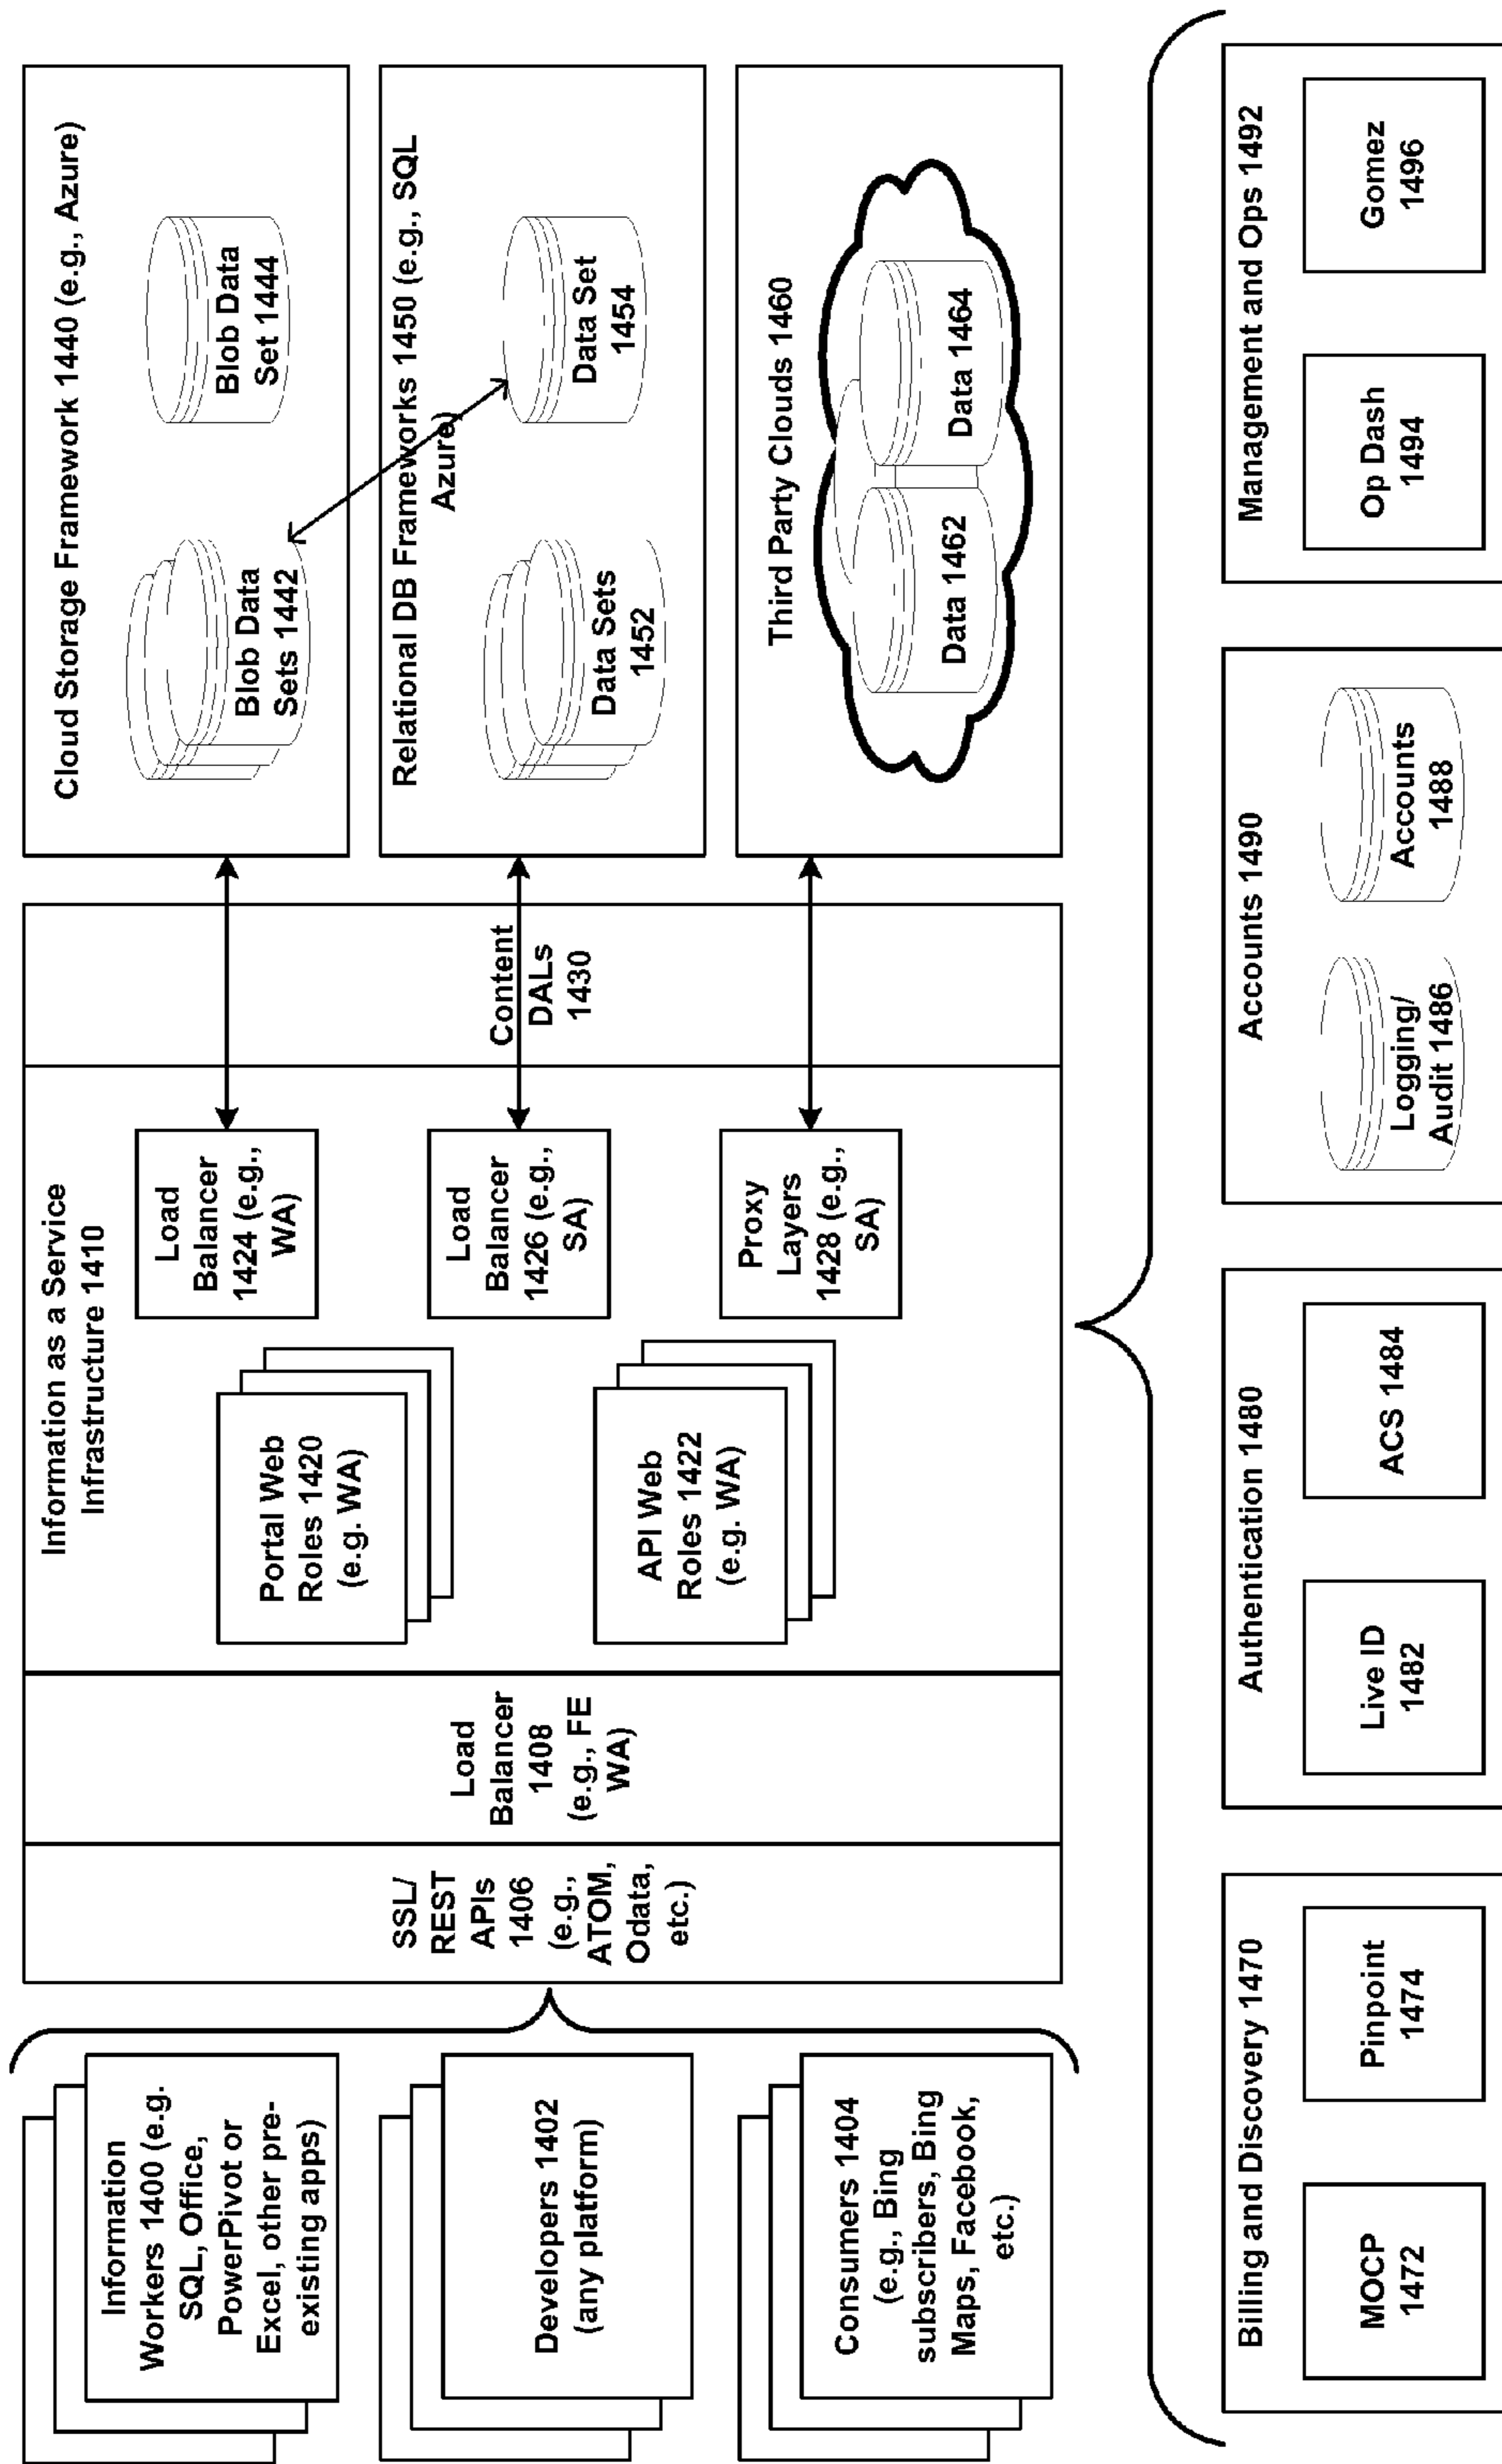 Information
Workers 1400 (e.g.
SQL, Office,
PowerPivot or
Excel, other pre-
existing apps)
Developers 1402
(any platform)
Consumers 1404
(e.g., Bing
subscribers, Bing
Maps, Facebook,
etc.)
SSL/
REST
APIs
1406
(e.g.,
ATOM,
Odata,
etc.)
Load
Balancer
1408
(e.g., FE
WA)
Information as a Service
Infrastructure 1410
Portal Web
Roles 1420
(e.g. WA)
API Web
Roles 1422
(e.g. WA)
Load
Balancer
1424 (e.g.,
WA)
Load
Balancer
1426 (e.g.,
SA)
Proxy
Layers
1428 (e.g.,
SA)
Content
DALs
1430
Cloud Storage Framework 1440 (e.g., Azure)
Blob Data
Sets 1442
Blob Data
Set 1444
Relational DB Frameworks 1450 (e.g., SQL
Azure)
Data Sets
1452
Data Set
1454
Third Party Clouds 1460
Data 1462
Data 1464
Billing and Discovery 1470
MOCP
1472
Pinpoint
1474
Authentication 1480
Live ID
1482
ACS 1484
Accounts 1490
Logging/
Audit 1486
Accounts
1488
Management and Ops 1492
Op Dash
1494
Gomez
1496